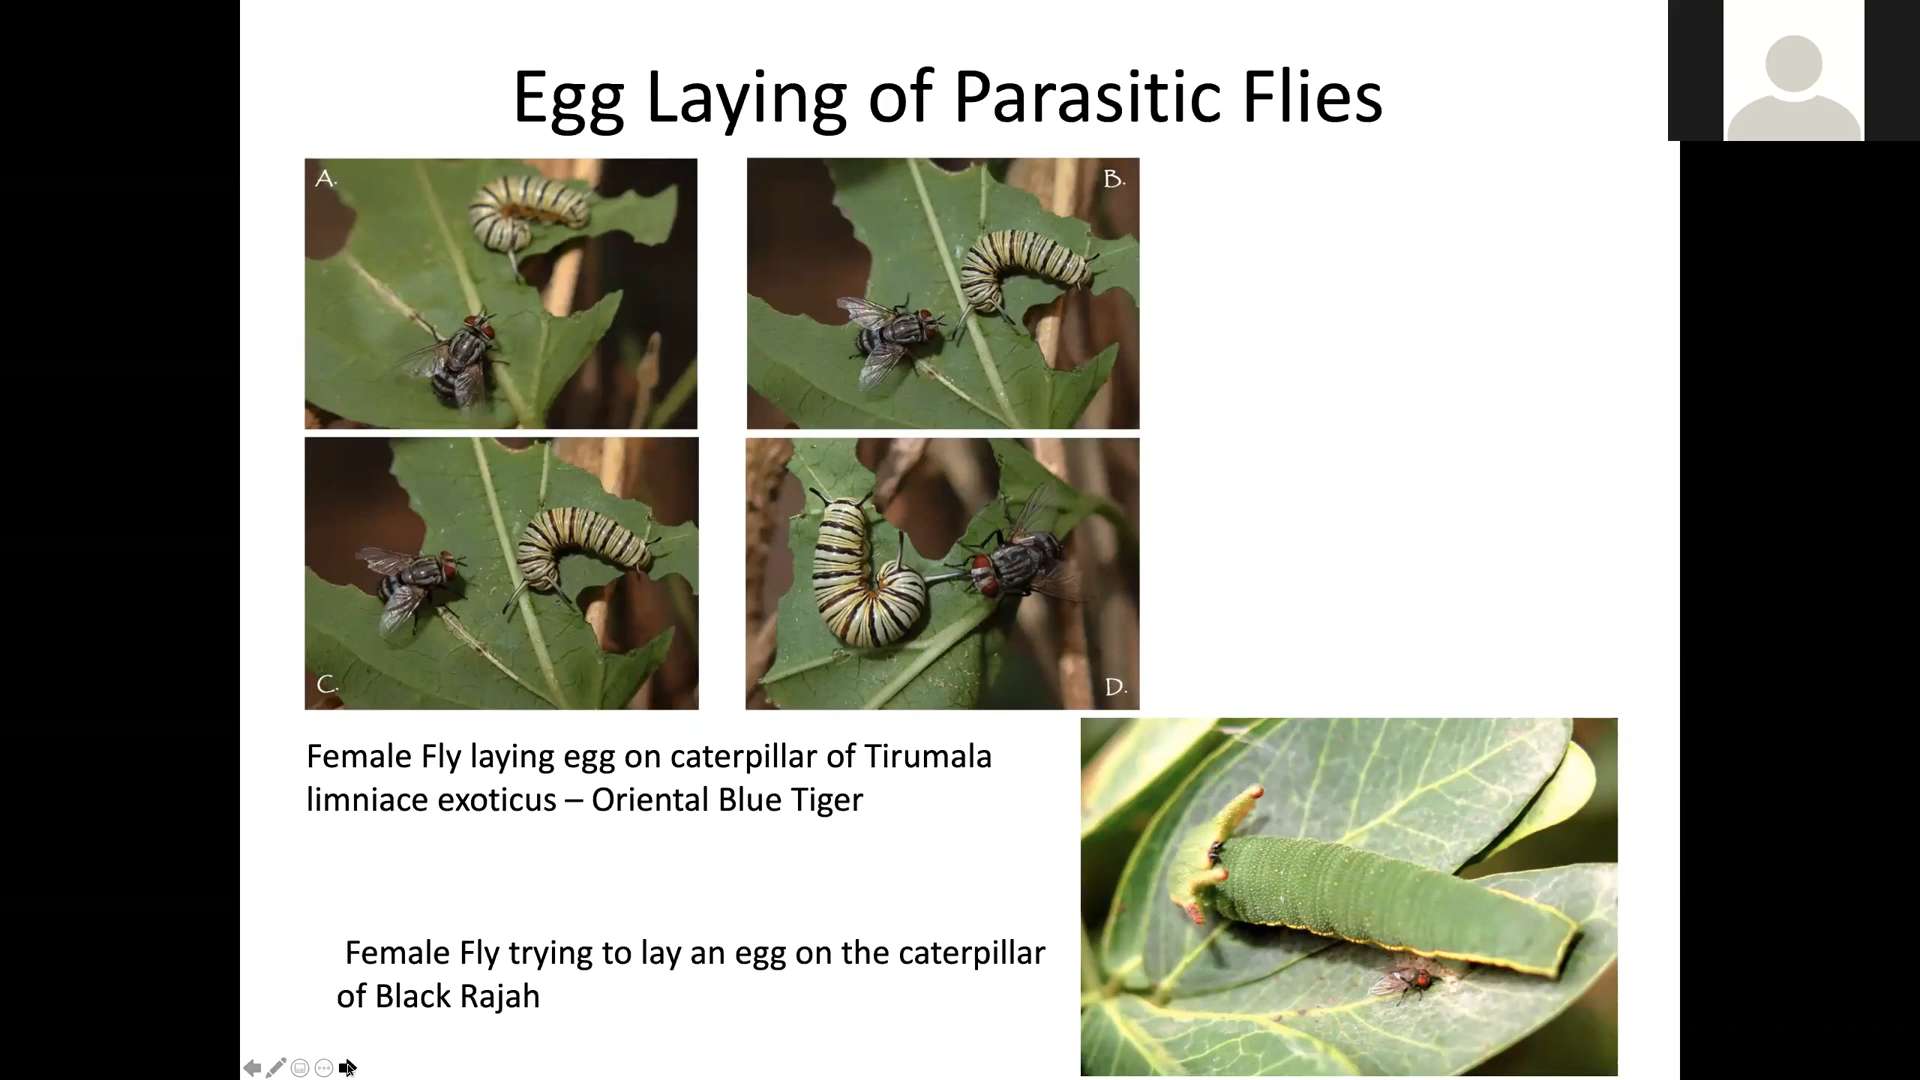 Egg Laying of Parasitic Flies
A.
B.
C.
D.
Female Fly laying egg on caterpillar of Tirumala
limniace exoticus – Oriental Blue Tiger
Female Fly trying to lay an egg on the caterpillar
of Black Rajah